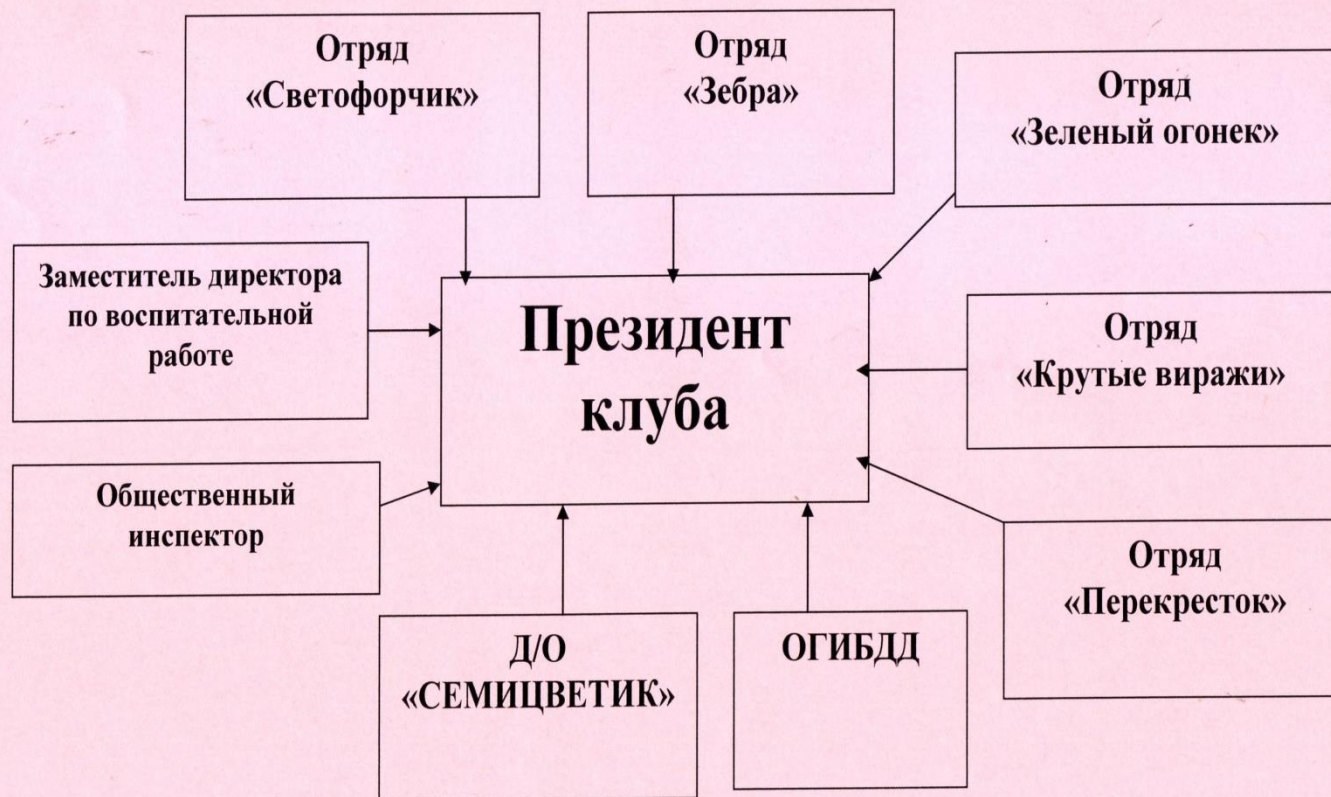 Отряд
«Светофорчик»
Отряд
«Зебра»
Отряд
«Зеленый огонек»
Заместитель директора
по воспитательной
работе
Президент
клуба
Отряд
«Крутые виражи»
Общественный
инспектор
Отряд
«Перекресток»
Д/О
«СЕМИЦВЕТИК»
ОГИБДД